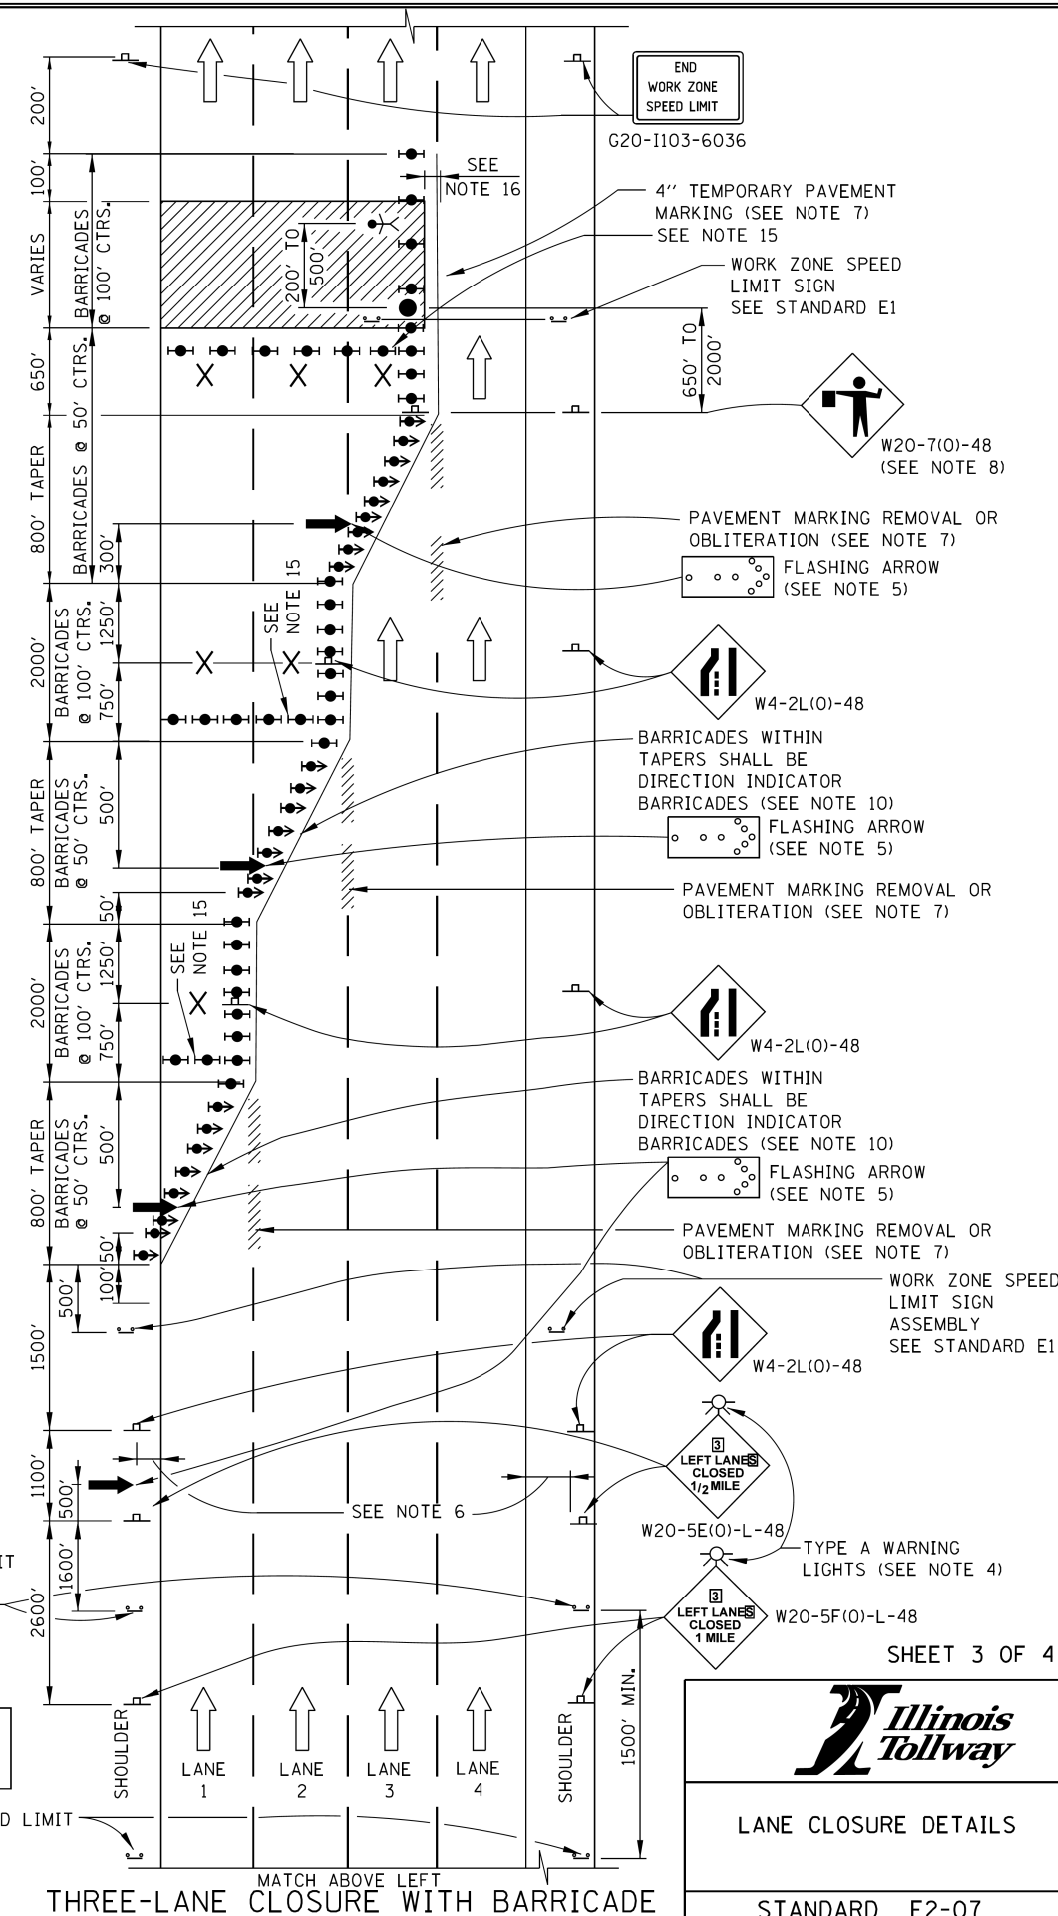 END
WORK ZONE
SPEED LIMIT
G20-I103-6036
200'
100'
SEE
NOTE 16
4'' TEMPORARY PAVEMENT
MARKING (SEE NOTE 7)
SEE NOTE 15
VARIES
BARRICADES
@ 100' CTRS.
200' TO
500'
WORK ZONE SPEED
LIMIT SIGN
SEE STANDARD E1
650'
650' TO
2000'
BARRICADES @ 50' CTRS.
W20-7(O)-48
(SEE NOTE 8)
800' TAPER
300'
PAVEMENT MARKING REMOVAL OR
OBLITERATION (SEE NOTE 7)
FLASHING ARROW
(SEE NOTE 5)
SEE
NOTE 15
2000'
BARRICADES
@ 100' CTRS.
1250'
750'
W4-2L(O)-48
BARRICADES WITHIN
TAPERS SHALL BE
DIRECTION INDICATOR
BARRICADES (SEE NOTE 10)
FLASHING ARROW
(SEE NOTE 5)
800' TAPER
BARRICADES
@ 50' CTRS.
500'
50'
PAVEMENT MARKING REMOVAL OR
OBLITERATION (SEE NOTE 7)
SEE
NOTE 15
2000'
BARRICADES
@ 100' CTRS.
1250'
750'
W4-2L(O)-48
BARRICADES WITHIN
TAPERS SHALL BE
DIRECTION INDICATOR
BARRICADES (SEE NOTE 10)
FLASHING ARROW
(SEE NOTE 5)
800' TAPER
BARRICADES
@ 50' CTRS.
500'
50'
100'
PAVEMENT MARKING REMOVAL OR
OBLITERATION (SEE NOTE 7)
WORK ZONE SPEED
LIMIT SIGN
ASSEMBLY
SEE STANDARD E1
500'
1500'
W4-2L(O)-48
1100'
500'
3
LEFT LANES
CLOSED
1/2 MILE
SEE NOTE 6
W20-5E(O)-L-48
TYPE A WARNING
LIGHTS (SEE NOTE 4)
1600'
2600'
3
LEFT LANES
CLOSED
1 MILE
W20-5F(O)-L-48
SHEET 3 OF 4
1500' MIN.
SHOULDER
LANE
1
LANE
2
LANE
3
LANE
4
SHOULDER
Illinois
Tollway
D LIMIT
LANE CLOSURE DETAILS
MATCH ABOVE LEFT
THREE-LANE CLOSURE WITH BARRICADE
STANDARD E2-07